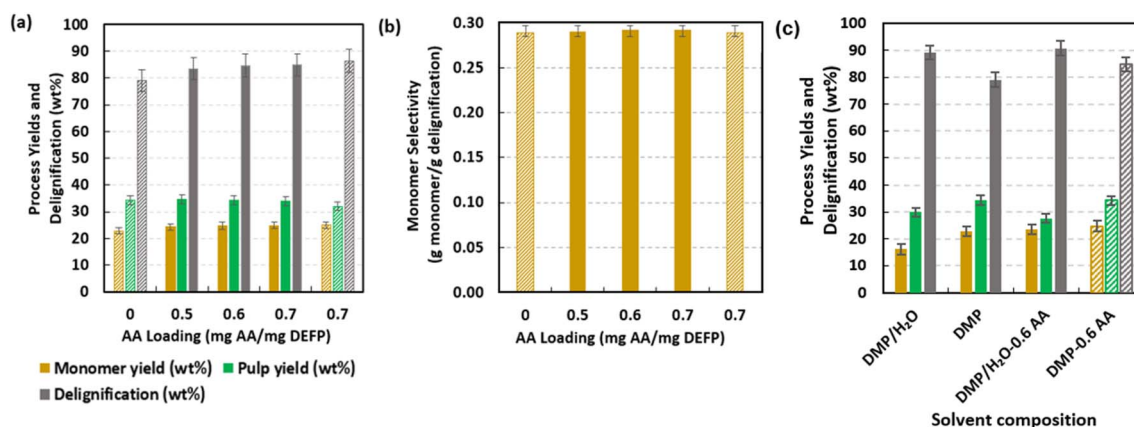 (a)
Process Yields and
Delignification (wt%)
100
90
80
70
60
50
40
30
20
10
0
0 0.5 0.6 0.7 0.7
AA Loading (mg AA/mg DEFP)
Monomer yield (wt%) Pulp yield (wt%)
Delignification (wt%)
(b)
Monomer Selectivity
(g monomer/g delignification)
0.30
0.25
0.20
0.15
0.10
0.05
0.00
0 0.5 0.6 0.7 0.7
AA Loading (mg AA/mg DEFP)
(c)
Process Yields and
Delignification (wt%)
100
90
80
70
60
50
40
30
20
10
0
DMP/H₂O
DMP
DMP/H₂O-0.6 AA
DMP-0.6 AA
Solvent composition